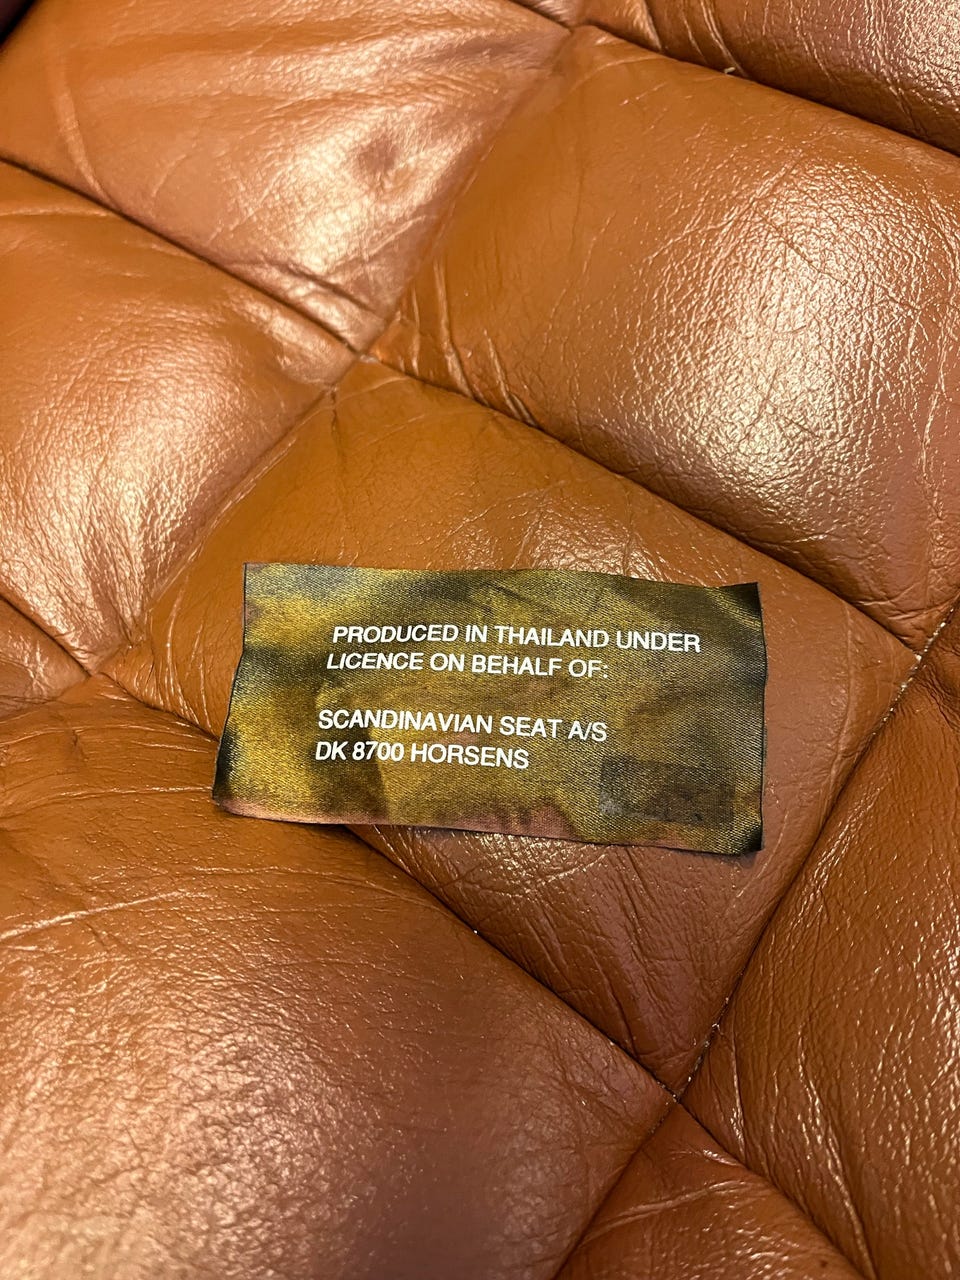 PRODUCED IN THAILAND UNDER
LICENCE ON BEHALF OF:
SCANDINAVIAN SEAT A/S
DK 8700 HORSENS